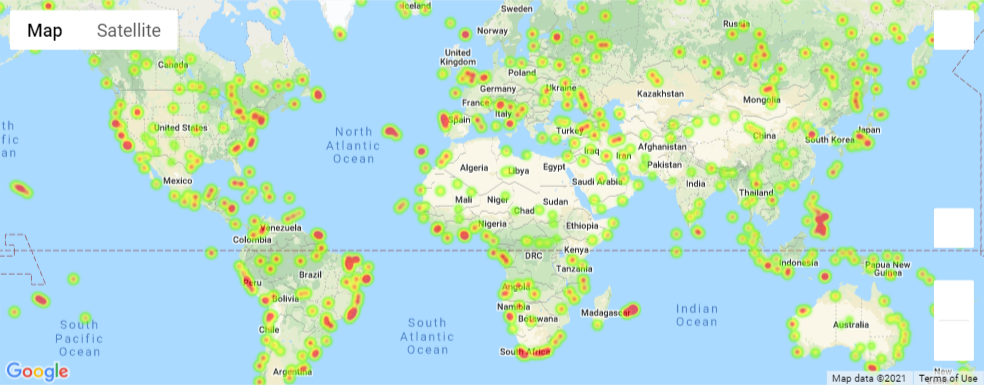 Map Satellite
Iceland
Sweden
Norway
Russia
Canada
United
Kingdom
Poland
Germany
Ukraine
Kazakhstan
Mongolia
France
Italy
Spain
United States
North
Atlantic
Ocean
Turkey
China
South Korea
Japan
Iraq
Iran
Afghanistan
Pakistan
Algeria
Libya
Egypt
Saudi Arabia
India
Mexico
Mali
Niger
Sudan
Chad
Thailand
Venezuela
Nigeria
Ethiopia
Colombia
DRC
Kenya
Tanzania
Indonesia
Papua New
Guinea
Brazil
Peru
Bolivia
Angola
Namibia
Botswana
Madagascar
Indian
Ocean
Australia
Chile
South
Pacific
Ocean
South
Atlantic
Ocean
South Africa
Argentina
New
Google
Map data ©2021 Terms of Use